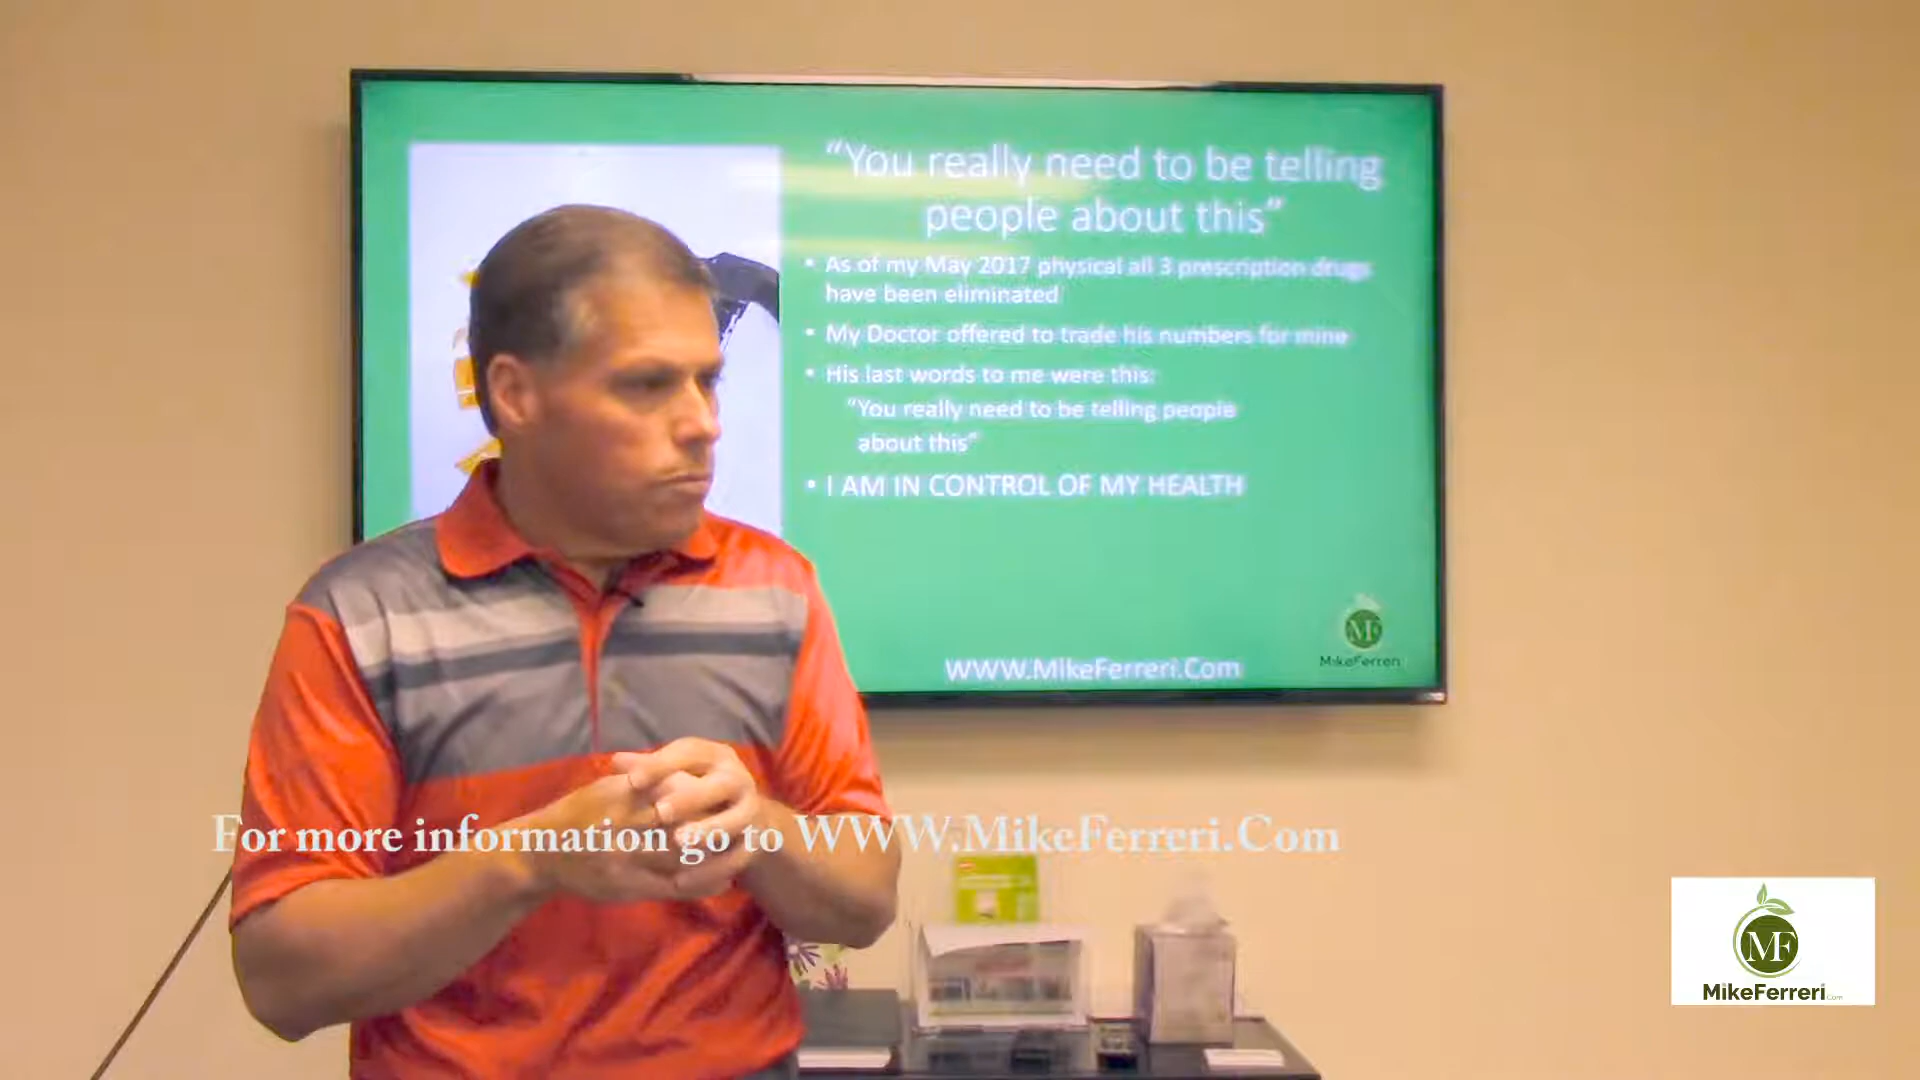 “You really need to be telling
people about this”
• As of my May 2017 physical all 3 prescription drugs
have been eliminated
• My Doctor offered to trade his numbers for mine
• His last words to me were this:
“You really need to be telling people
about this”
• I AM IN CONTROL OF MY HEALTH
MF
MikeFerreri
WWW.MikeFerreri.Com
For more information go to WWW.MikeFerreri.Com
MF
MikeFerreri.Com